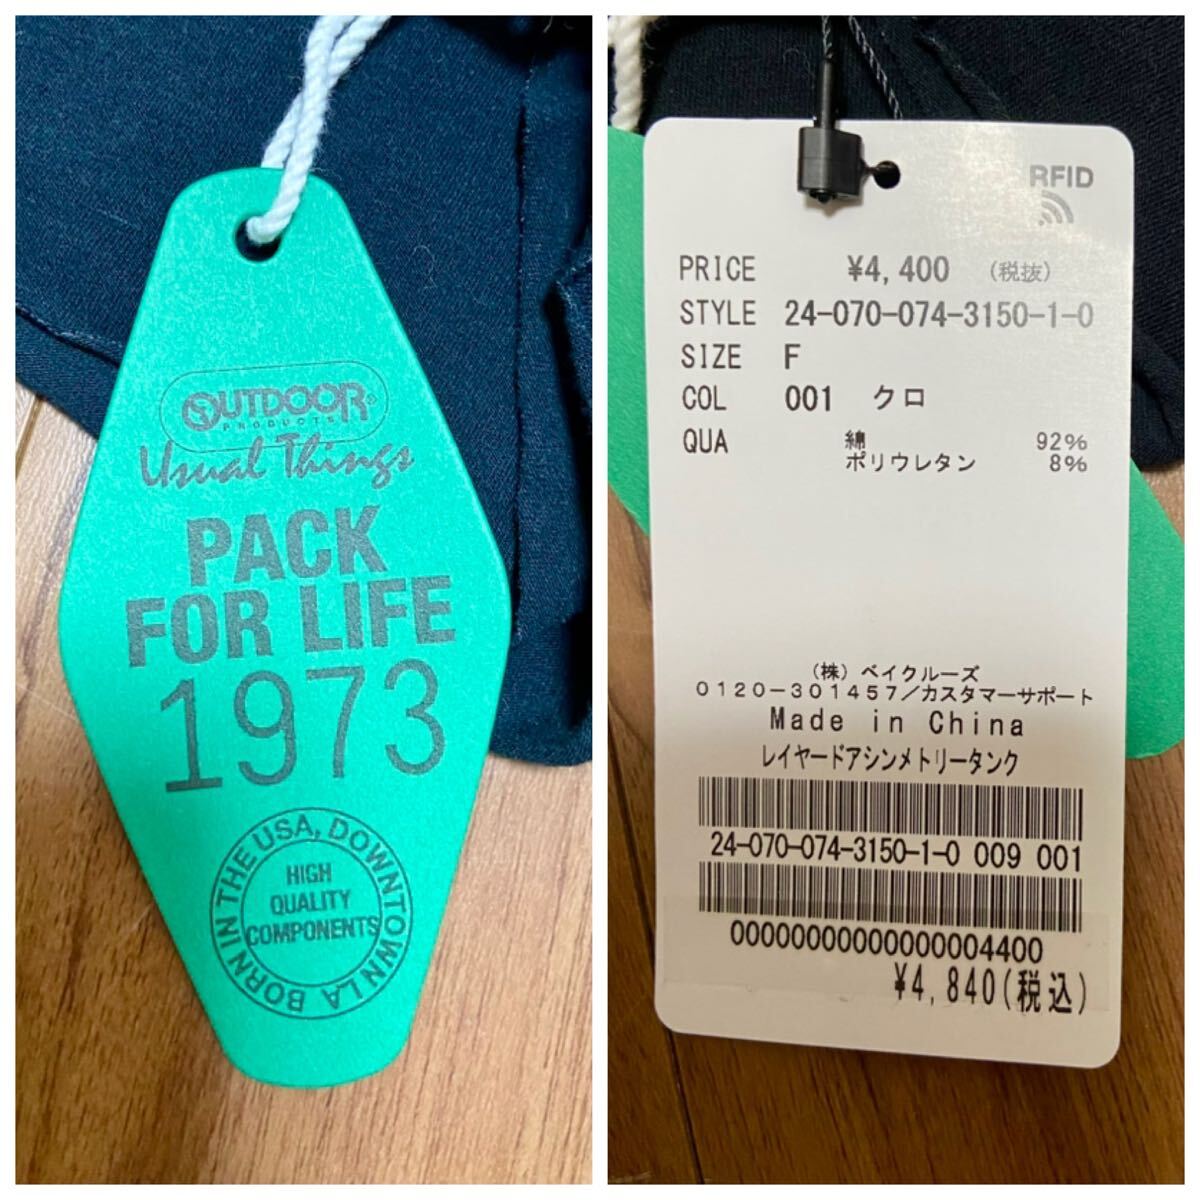 OUTDOOR®
PRODUCTS
Usual Things
PACK
FOR LIFE
1973
BORN IN THE USA, DOWNTOWN LA
HIGH
QUALITY
COMPONENTS
RFID
PRICE ¥4,400 (税抜)
STYLE 24-070-074-3150-1-0
SIZE F
COL 001 クロ
QUA 綿 92%
ポリウレタン 8%
(株) ベイクルーズ
0120-301457/カスタマーサポート
Made in China
レイヤードアシンメトリータンク
24-070-074-3150-1-0 009 001
00000000000000004400
¥4,840(税込)